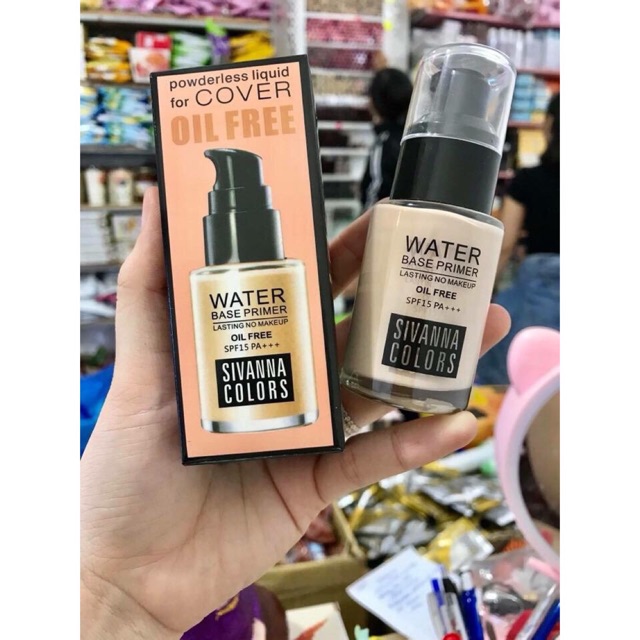 powderless liquid
for COVER
OIL FREE
WATER
BASE PRIMER
LASTING NO MAKEUP
OIL FREE
SPF15 PA+++
SIVANNA
COLORS
WATER
BASE PRIMER
LASTING NO MAKEUP
OIL FREE
SPF15 PA+++
SIVANNA
COLORS